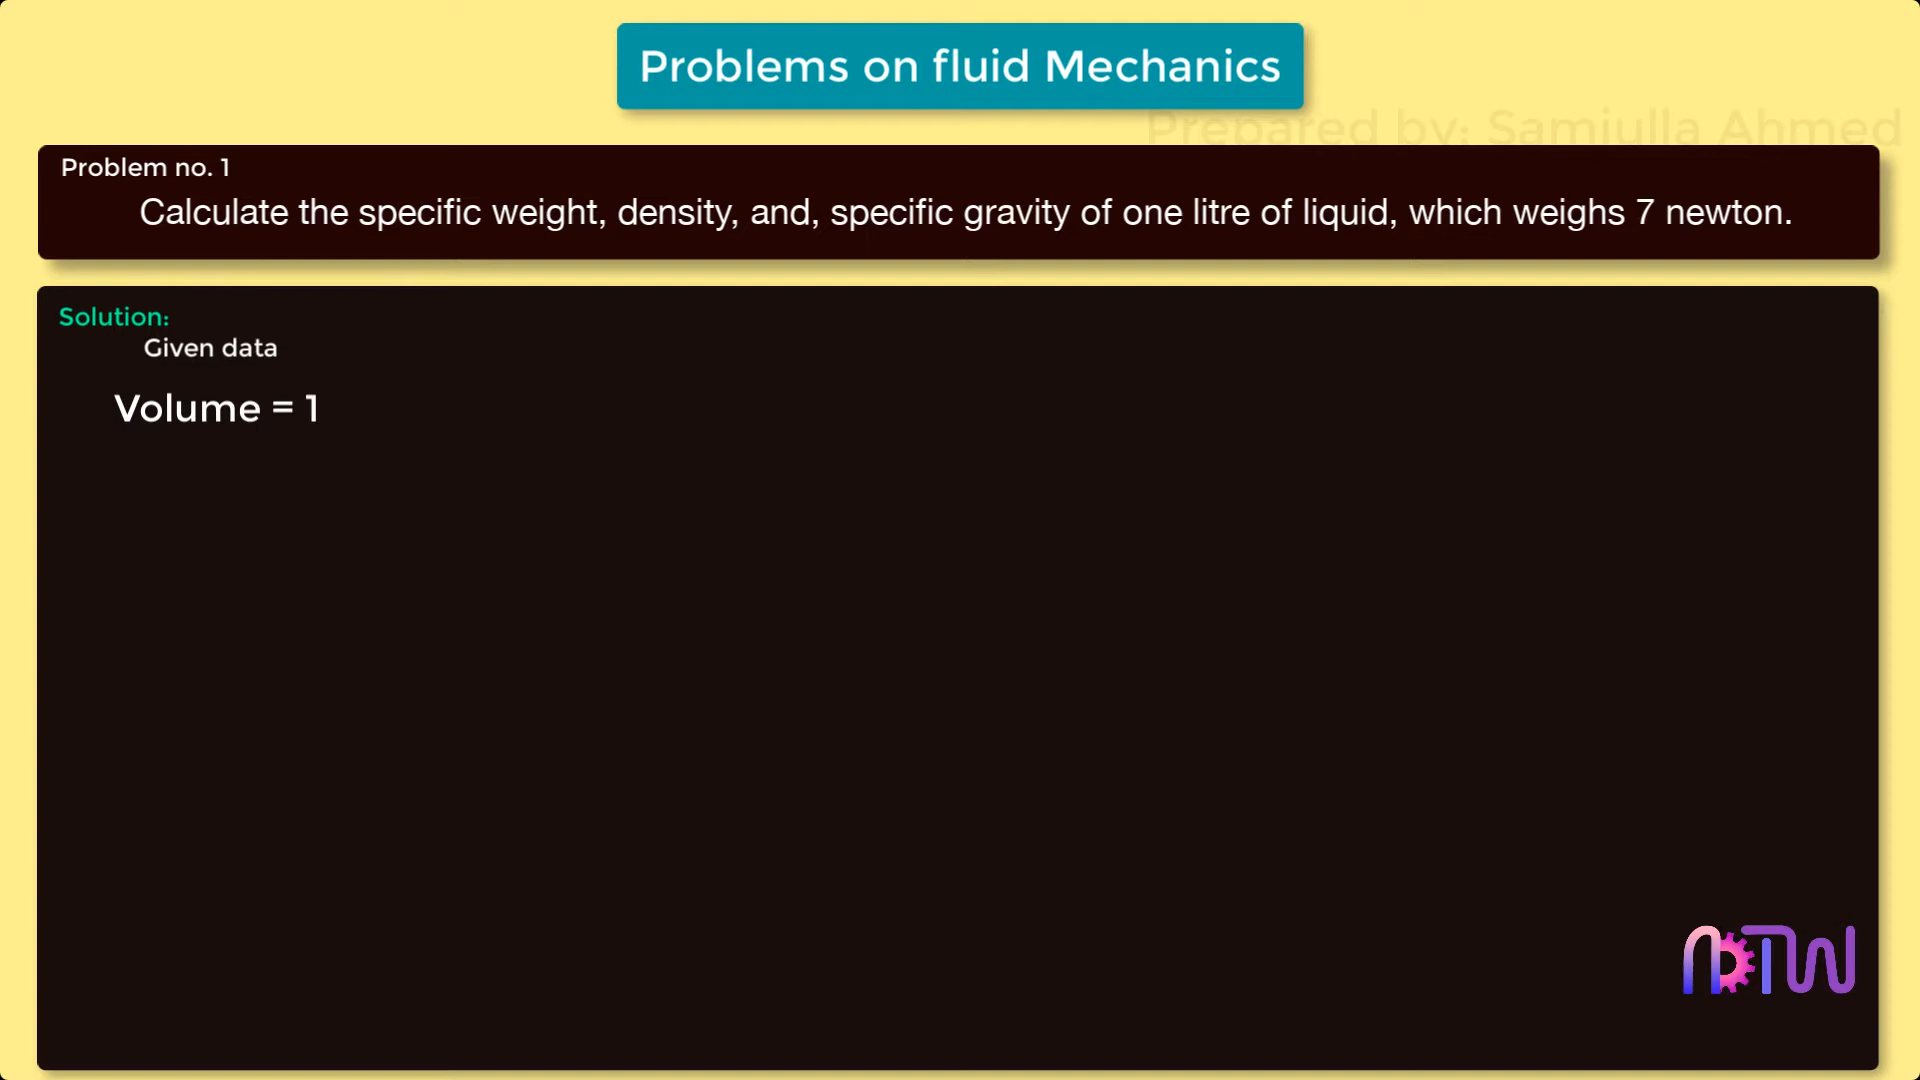 Problems on fluid Mechanics
Prepared by: Samiulla Ahmed
Problem no. 1
Calculate the specific weight, density, and, specific gravity of one litre of liquid, which weighs 7 newton.
Solution:
Given data
Volume = 1